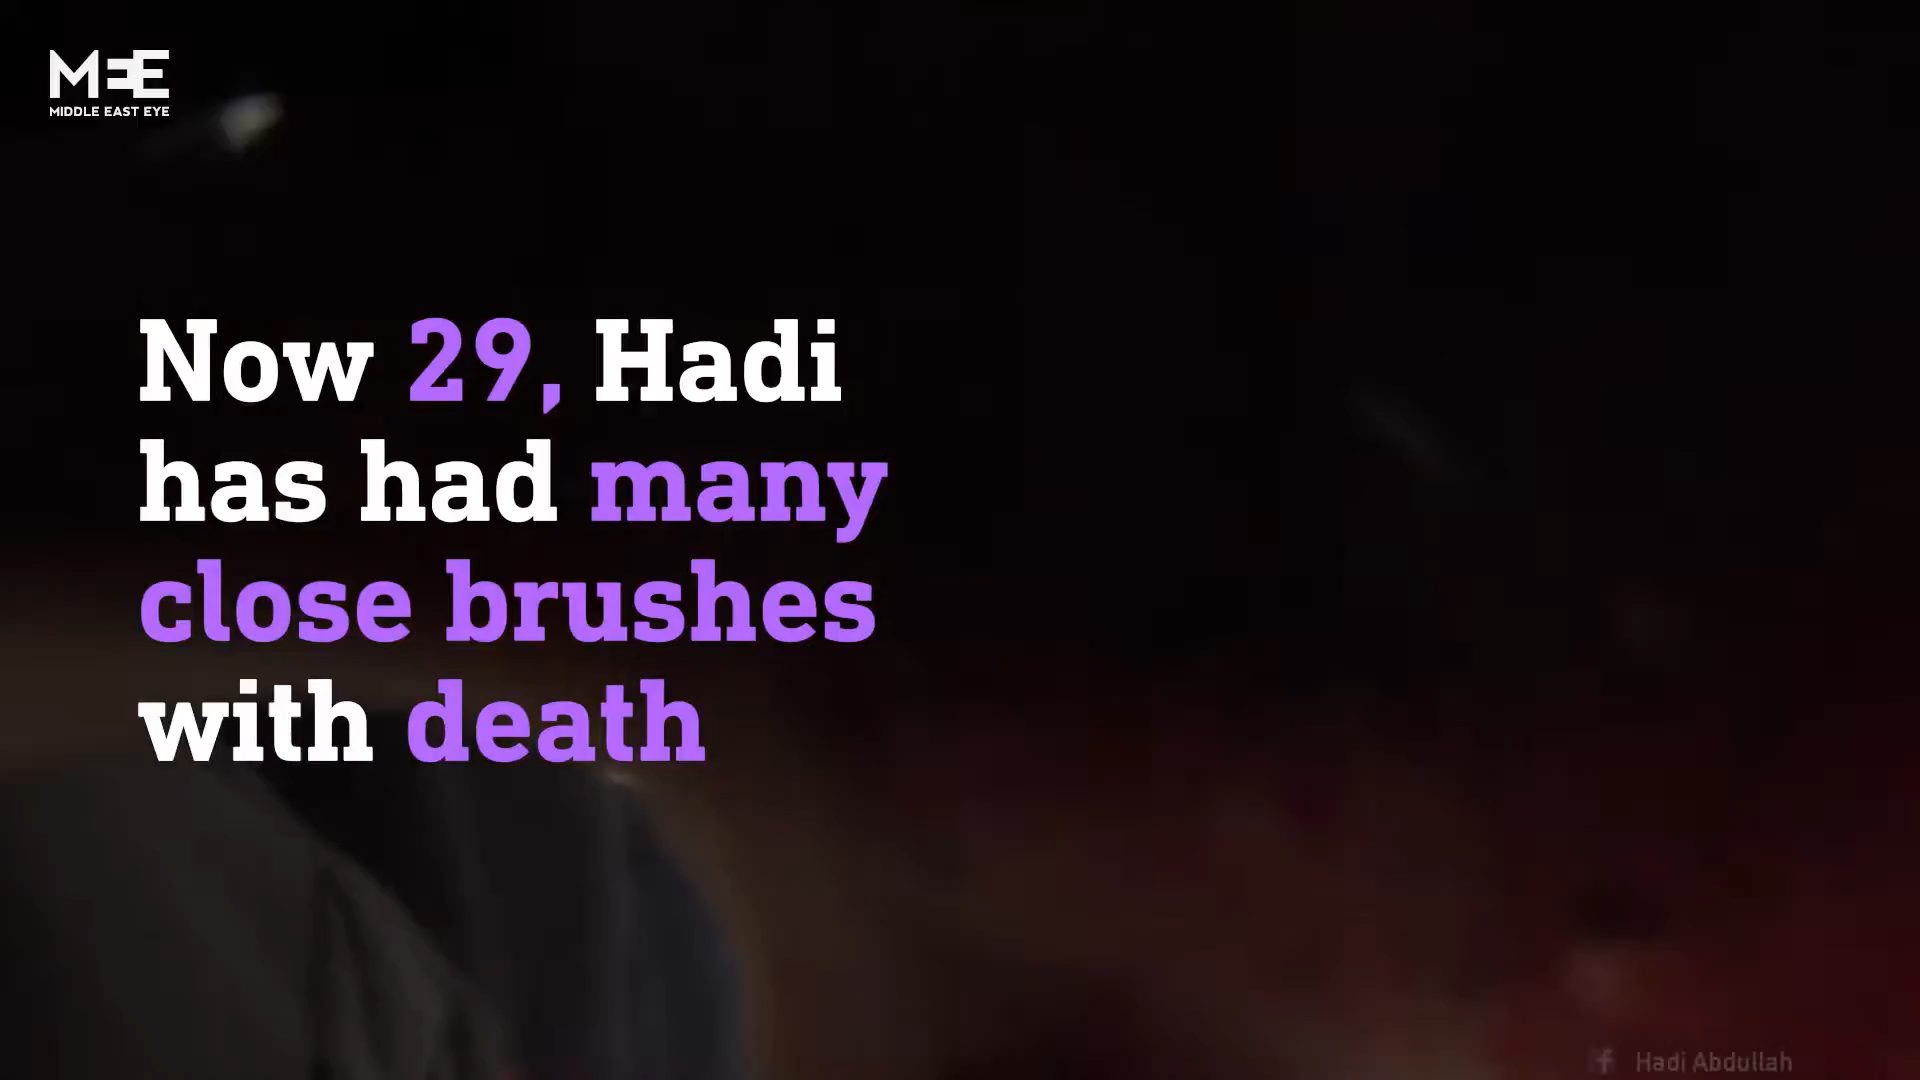 MEE
MIDDLE EAST EYE
Now 29, Hadi
has had many
close brushes
with death
Hadi Abdullah